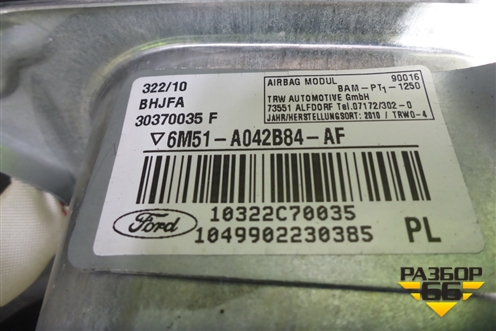 322/10
BHJFA
30370035 F
AIRBAG MODUL 90016
BAM-PT1-1250
TRW AUTOMOTIVE GmbH
73551 ALFDORF Tel.07172/302-0
JAHR/HERSTELLUNGSORT: 2010 / TRWO-4
▽6M51-A042B84-AF
Ford
10322C70035
1049902230385
PL
РАЗБОР
66